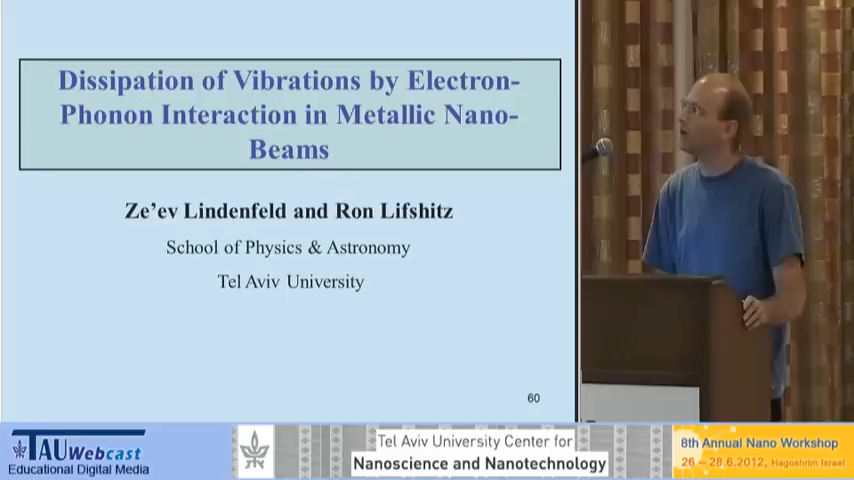 Dissipation of Vibrations by Electron-
Phonon Interaction in Metallic Nano-
Beams
Ze'ev Lindenfeld and Ron Lifshitz
School of Physics & Astronomy
Tel Aviv University
60
TAU Webcast
Educational Digital Media
Tel Aviv University Center for
Nanoscience and Nanotechnology
8th Annual Nano Workshop
26 – 28.6.2012, Hagoshrim Israel